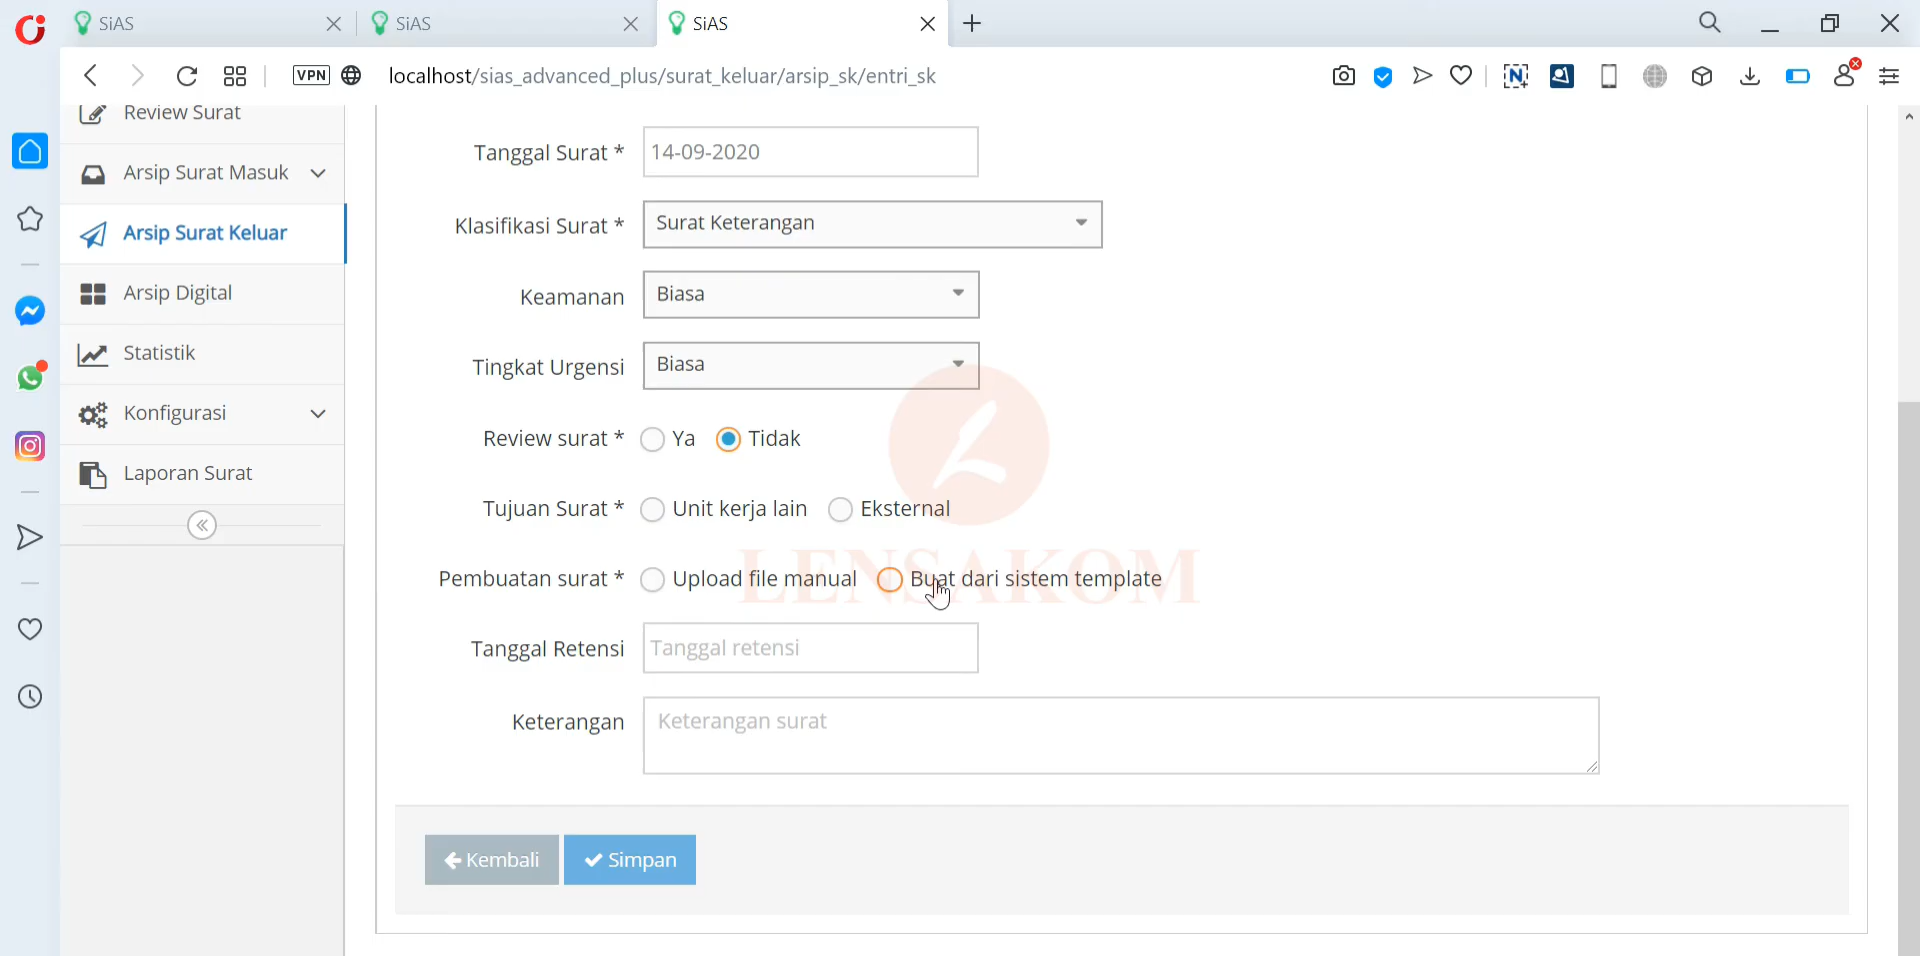 SiAS
SiAS
SiAS
VPN
localhost/sias_advanced_plus/surat_keluar/arsip_sk/entri_sk
Review Surat
Arsip Surat Masuk
Arsip Surat Keluar
Arsip Digital
Statistik
Konfigurasi
Laporan Surat
Tanggal Surat * 14-09-2020
Klasifikasi Surat * Surat Keterangan
Keamanan Biasa
Tingkat Urgensi Biasa
Review surat * Ya Tidak
Tujuan Surat * Unit kerja lain Eksternal
LENSAKOM
Pembuatan surat * Upload file manual Buat dari sistem template
Tanggal Retensi Tanggal retensi
Keterangan Keterangan surat
Kembali Simpan